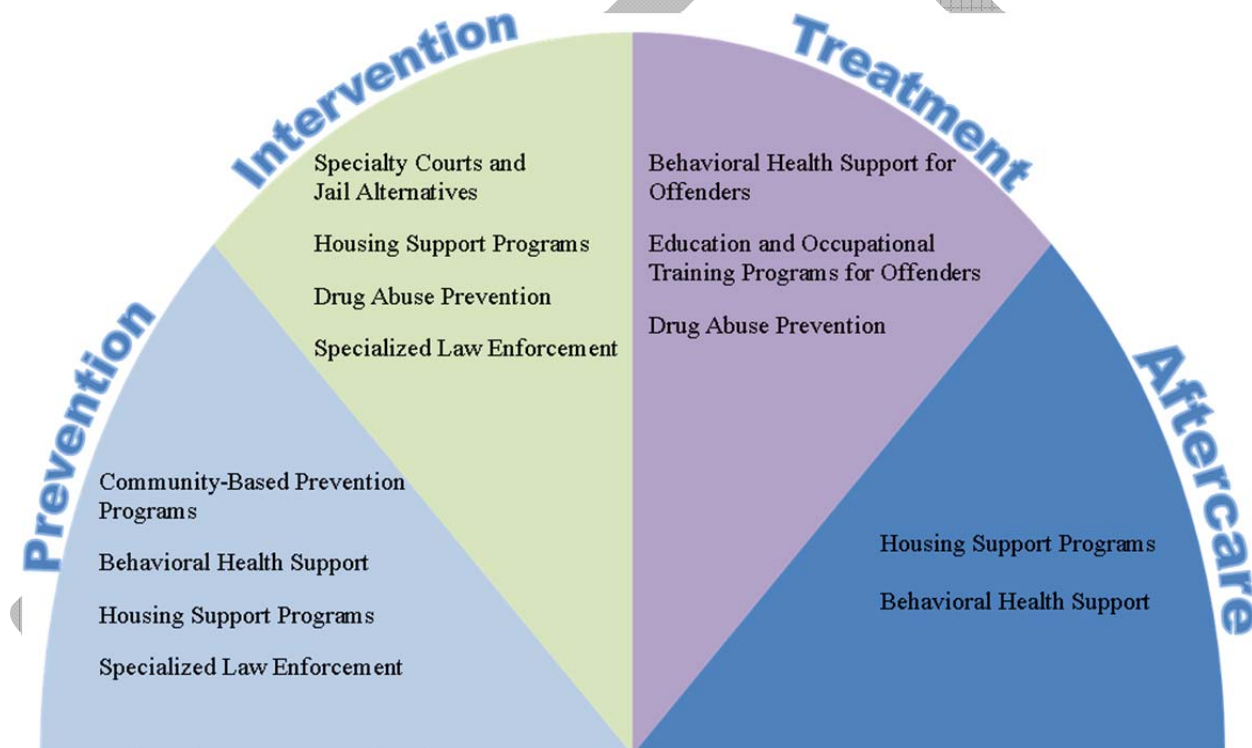 Prevention
Community-Based Prevention
Programs
Behavioral Health Support
Housing Support Programs
Specialized Law Enforcement
Intervention
Specialty Courts and
Jail Alternatives
Housing Support Programs
Drug Abuse Prevention
Specialized Law Enforcement
Treatment
Behavioral Health Support for
Offenders
Education and Occupational
Training Programs for Offenders
Drug Abuse Prevention
Aftercare
Housing Support Programs
Behavioral Health Support